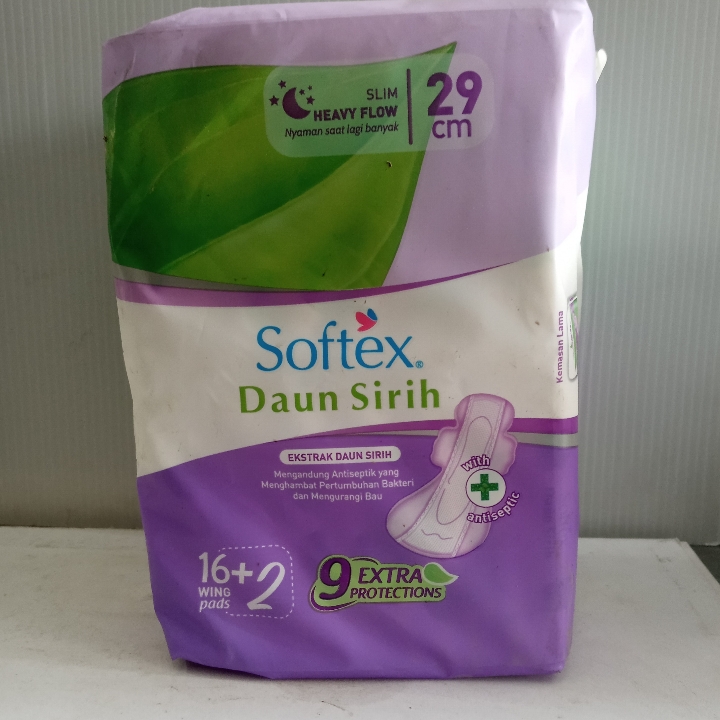 SLIM
HEAVY FLOW
Nyaman saat lagi banyak
29
cm
Softex®
Daun Sirih
Kemasan Lama
EKSTRAK DAUN SIRIH
Mengandung Antiseptik yang
Menghambat Pertumbuhan Bakteri
dan Mengurangi Bau
with
antiseptic
16+2
WING
pads
9 EXTRA
PROTECTIONS